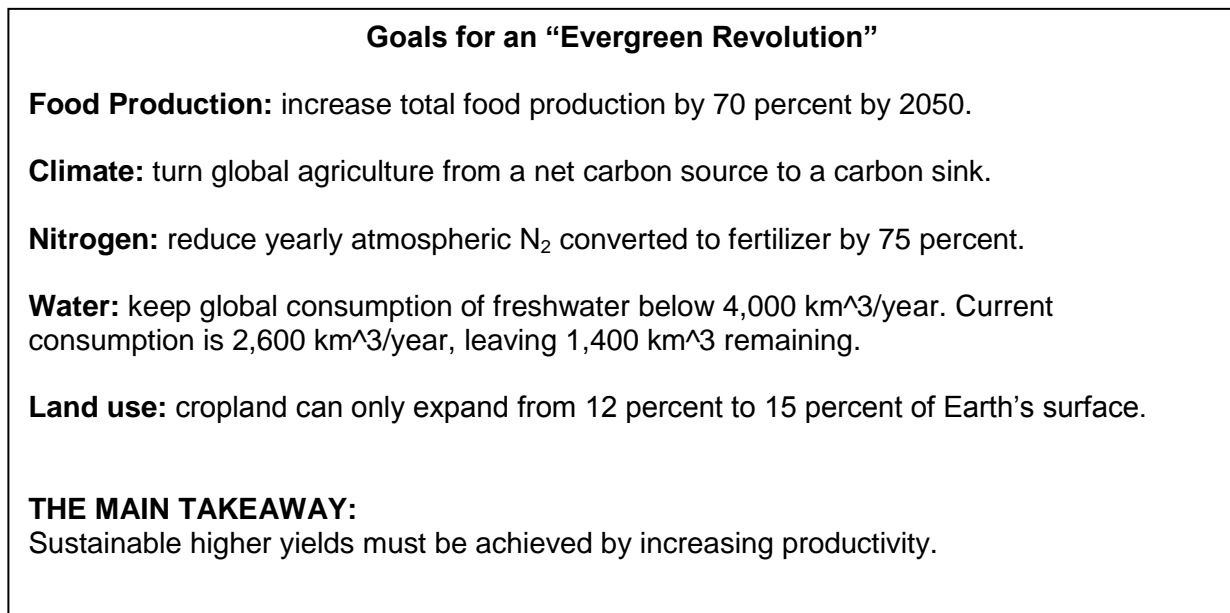 Goals for an “Evergreen Revolution”
Food Production: increase total food production by 70 percent by 2050.
Climate: turn global agriculture from a net carbon source to a carbon sink.
Nitrogen: reduce yearly atmospheric N₂ converted to fertilizer by 75 percent.
Water: keep global consumption of freshwater below 4,000 km^3/year. Current
consumption is 2,600 km^3/year, leaving 1,400 km^3 remaining.
Land use: cropland can only expand from 12 percent to 15 percent of Earth’s surface.
THE MAIN TAKEAWAY:
Sustainable higher yields must be achieved by increasing productivity.